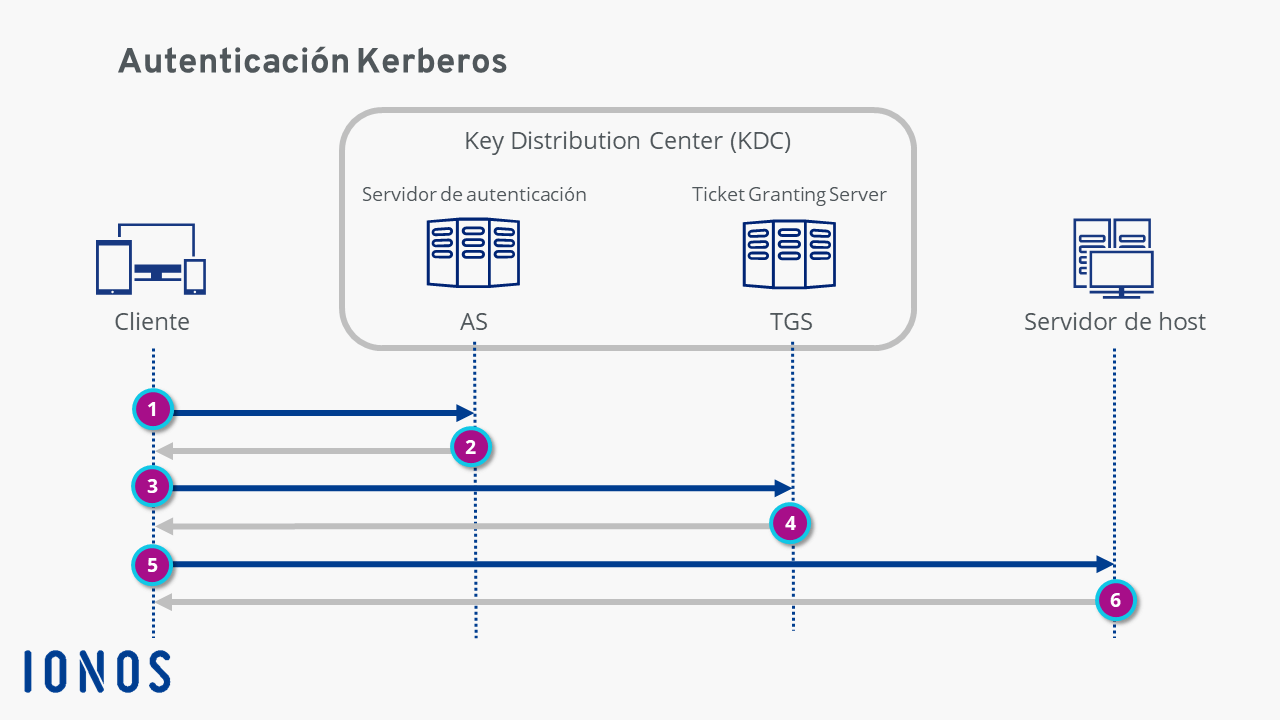 Autenticación Kerberos
Key Distribution Center (KDC)
Servidor de autenticación
Ticket Granting Server
Cliente
AS
TGS
Servidor de host
1
2
3
4
5
6
IONOS